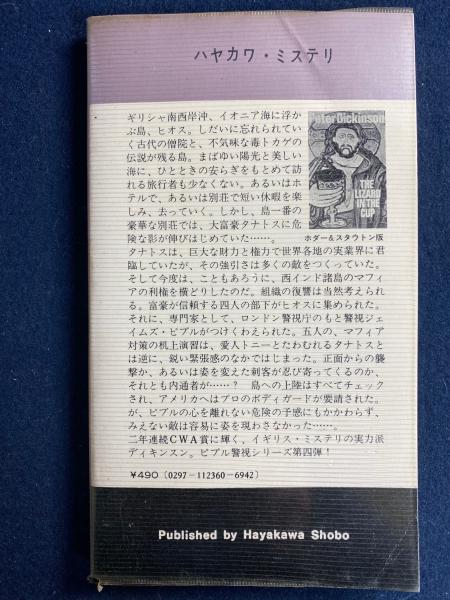 ハヤカワ・ミステリ
ギリシャ南西岸沖、イオニア海に浮か
ぶ島、ヒオス。しだいに忘れられてい
く古代の僧院と、不気味な毒トカゲの
伝説が残る島。まばゆい陽光と美しい
海に、ひとときの安らぎをもとめて訪
れる旅行者も少なくない。あるいはホ
テルで、あるいは別荘で短い休暇を楽
しみ、去っていく。しかし、島一番の
豪華な別荘では、大富豪タナトスに危
険な影が伸びはじめていた……。
Peter Dickinson
THE
LIZARD
IN THE
CUP
ホダー&スタウトン版
タナトスは、巨大な財力と権力で世界各地の実業界に君
臨していたが、その強引さは多くの敵をつくっていた。
そして今度は、こともあろうに、西インド諸島のマフィ
アの利権を横どりしたのだ。組織の復讐は当然考えられ
る。富豪が信頼する四人の部下がヒオスに集められた。
それに、専門家として、ロンドン警視庁のもと警視ジェ
イムズ・ピブルがつけくわえられた。五人の、マフィア
対策の机上演習は、愛人トニーとたわむれるタナトスと
は逆に、鋭い緊張感のなかではじまった。正面からの襲
撃か、あるいは姿を変えた刺客が忍び寄ってくるのか、
それとも内通者が……? 島への上陸はすべてチェック
され、アメリカへはプロのボディガードが要請された。
が、ピブルの心を離れない危険の予感にもかかわらず、
みえない敵は容易に姿を現わさなかった……。
二年連続CWA賞に輝く、イギリス・ミステリの実力派
ディキンスン。ピブル警視シリーズ第四弾!
¥490 (0297-112360-6942)
Published by Hayakawa Shobo